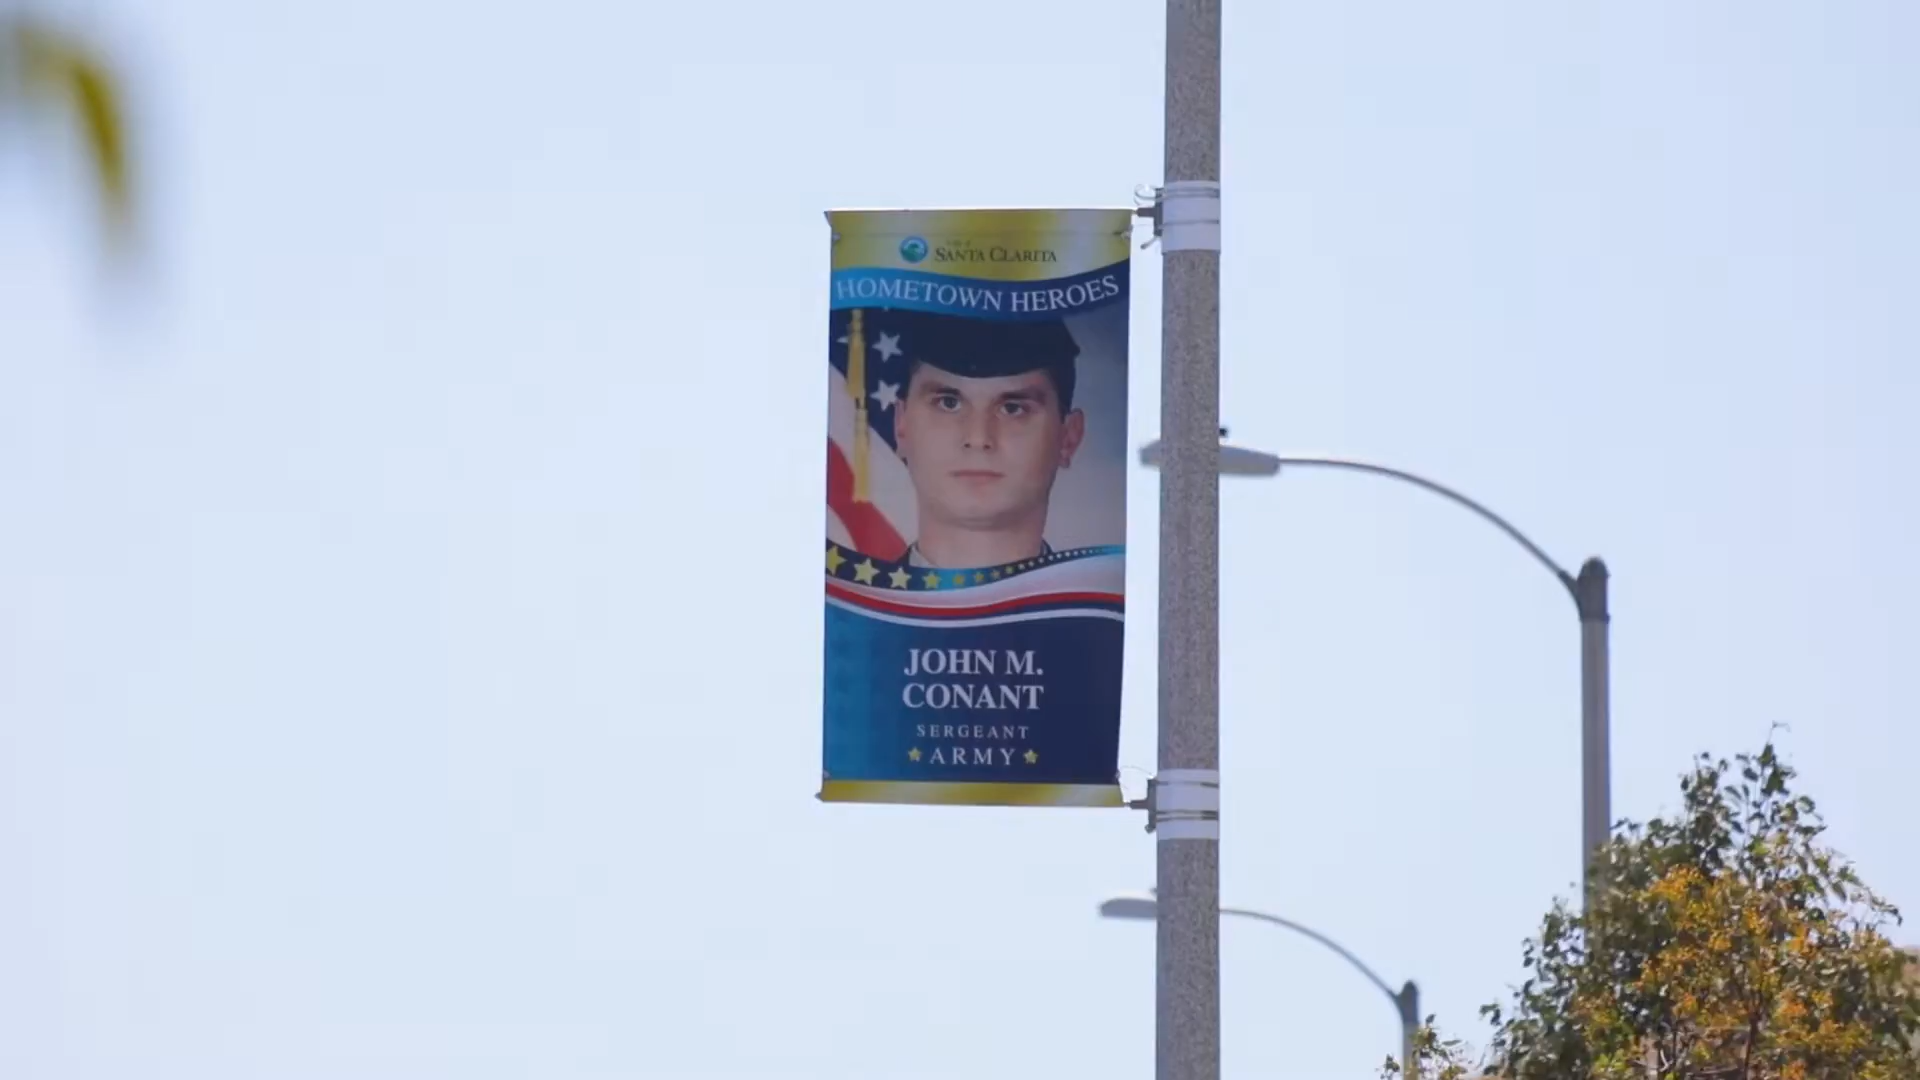 SANTA CLARITA
HOMETOWN HEROES
JOHN M.
CONANT
SERGEANT
ARMY